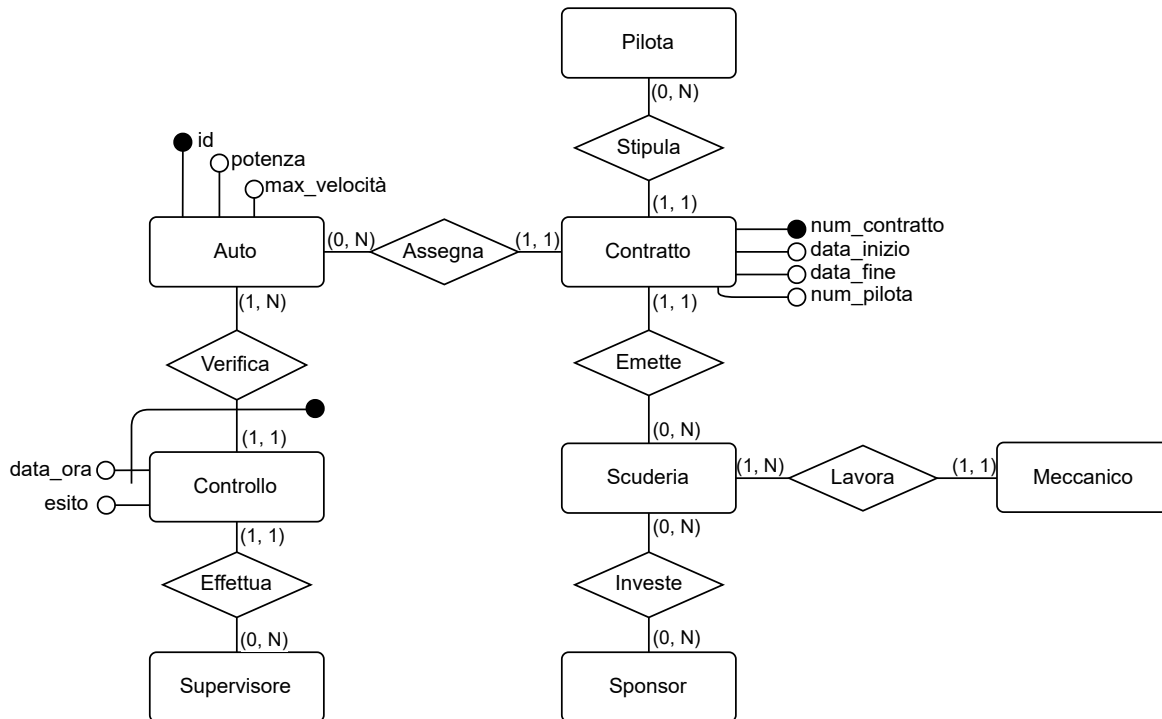 Pilota
(0, N)
Stipula
(1, 1)
id
potenza
max_velocità
Auto
(0, N)
Assegna
(1, 1)
Contratto
num_contratto
data_inizio
data_fine
num_pilota
(1, N)
(1, 1)
Verifica
Emette
(1, 1)
(0, N)
data_ora
esito
Controllo
Scuderia
(1, N)
Lavora
(1, 1)
Meccanico
(1, 1)
(0, N)
Effettua
Investe
(0, N)
(0, N)
Supervisore
Sponsor